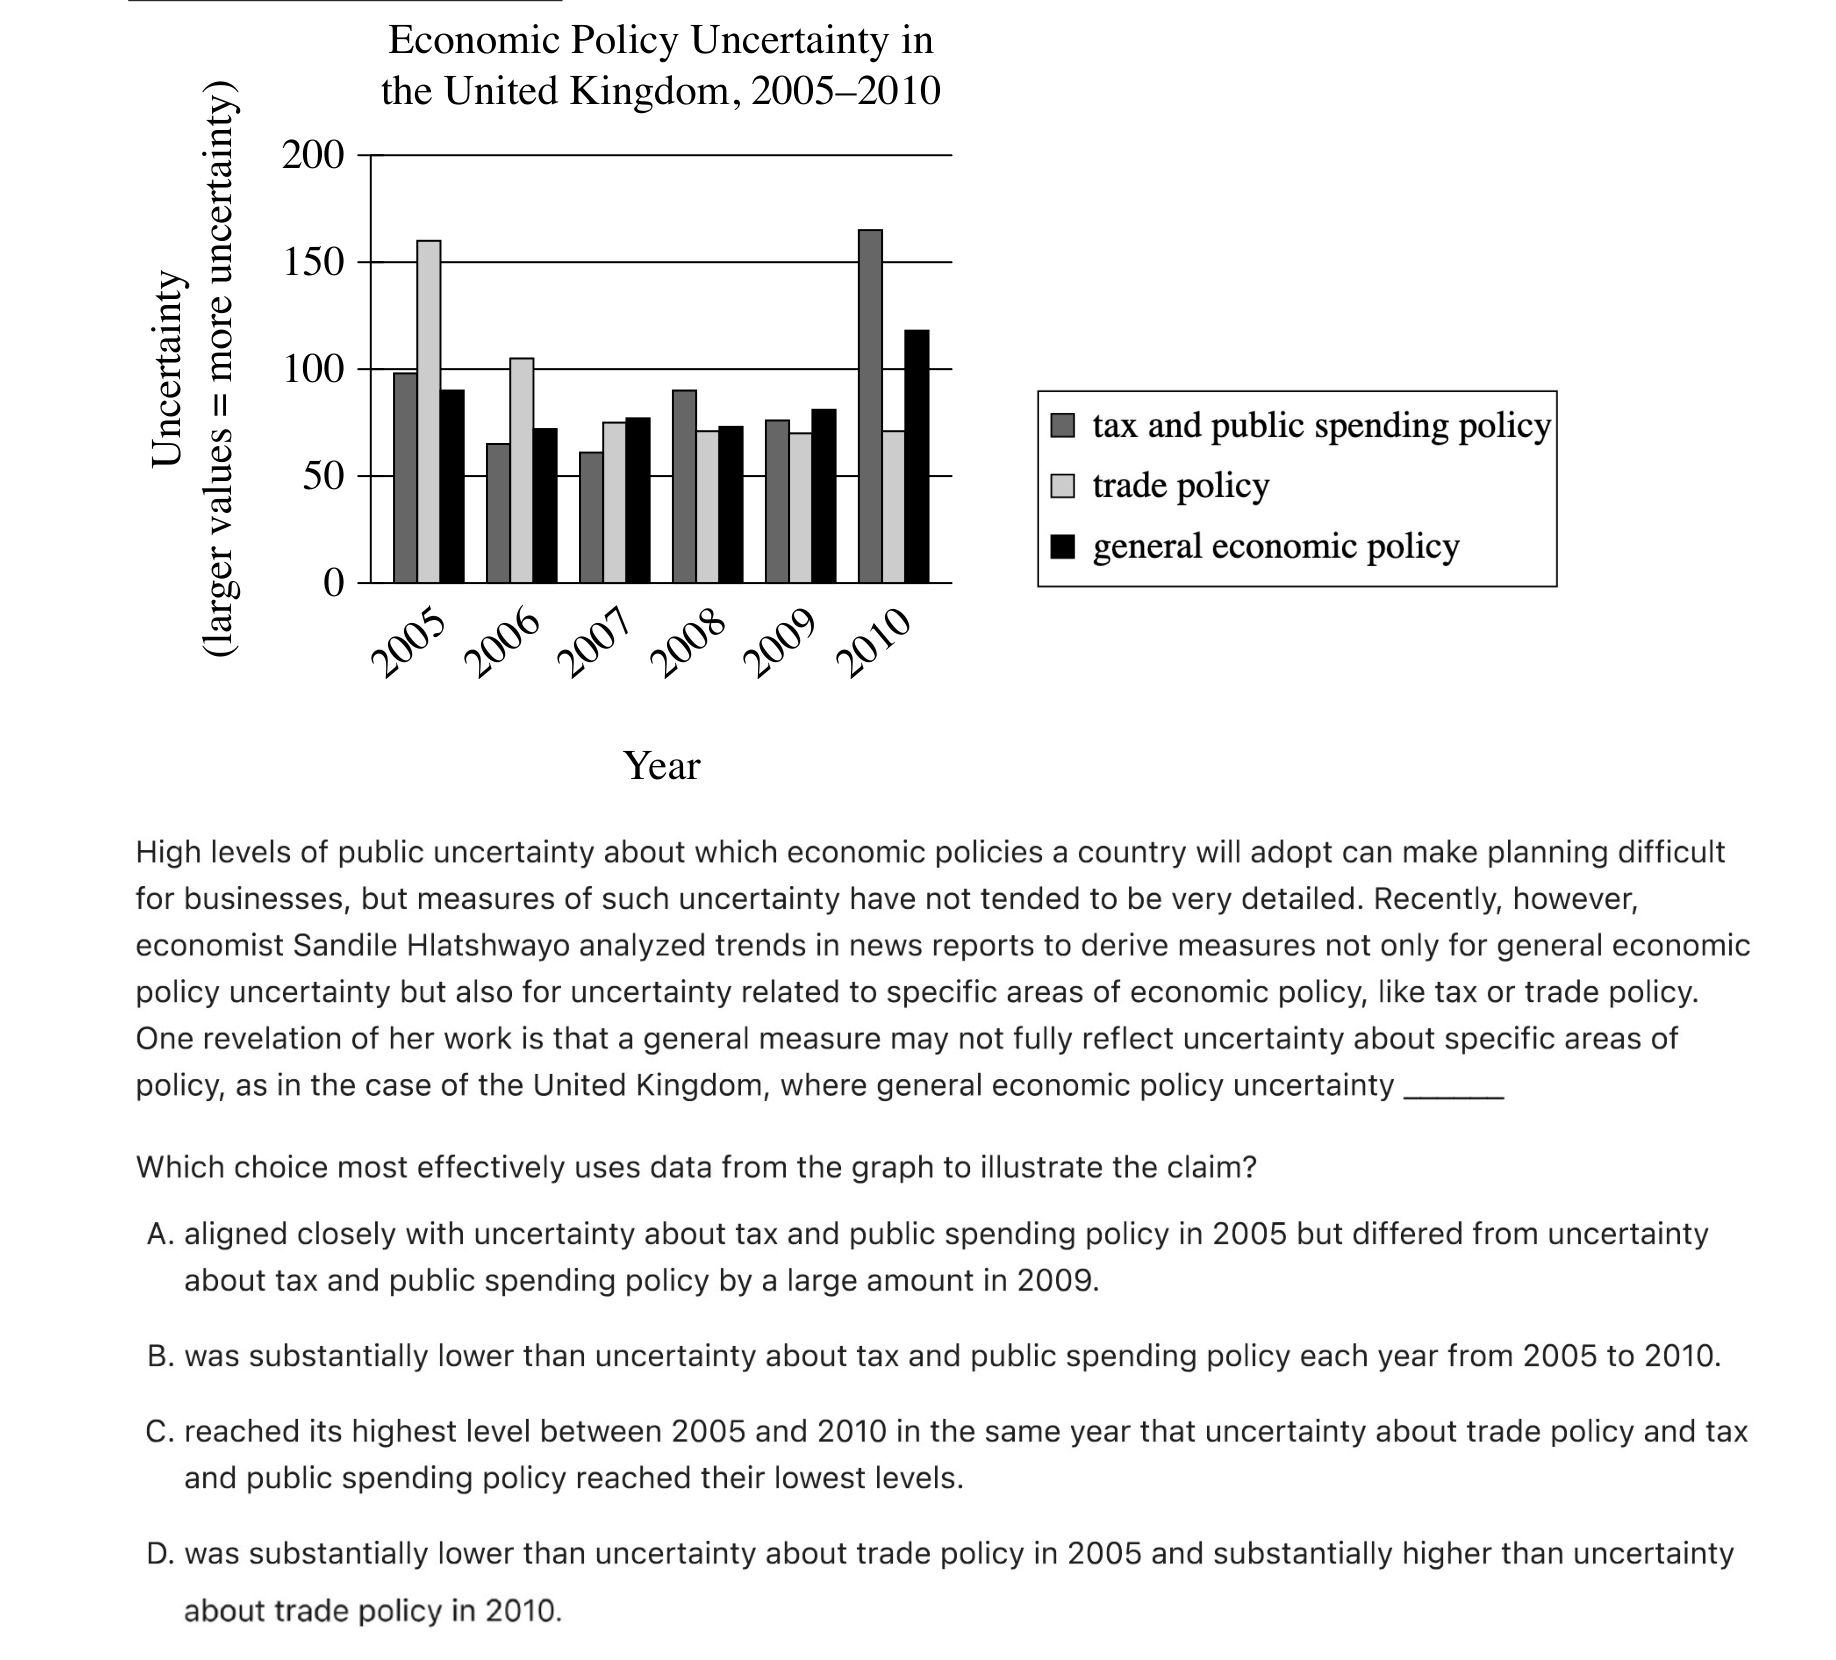 Economic Policy Uncertainty in
the United Kingdom, 2005–2010
Uncertainty
(larger values = more uncertainty)
200
150
100
50
0
2005
2006
2007
2008
2009
2010
Year
tax and public spending policy
trade policy
general economic policy
High levels of public uncertainty about which economic policies a country will adopt can make planning difficult
for businesses, but measures of such uncertainty have not tended to be very detailed. Recently, however,
economist Sandile Hlatshwayo analyzed trends in news reports to derive measures not only for general economic
policy uncertainty but also for uncertainty related to specific areas of economic policy, like tax or trade policy.
One revelation of her work is that a general measure may not fully reflect uncertainty about specific areas of
policy, as in the case of the United Kingdom, where general economic policy uncertainty ______
Which choice most effectively uses data from the graph to illustrate the claim?
A. aligned closely with uncertainty about tax and public spending policy in 2005 but differed from uncertainty
about tax and public spending policy by a large amount in 2009.
B. was substantially lower than uncertainty about tax and public spending policy each year from 2005 to 2010.
C. reached its highest level between 2005 and 2010 in the same year that uncertainty about trade policy and tax
and public spending policy reached their lowest levels.
D. was substantially lower than uncertainty about trade policy in 2005 and substantially higher than uncertainty
about trade policy in 2010.